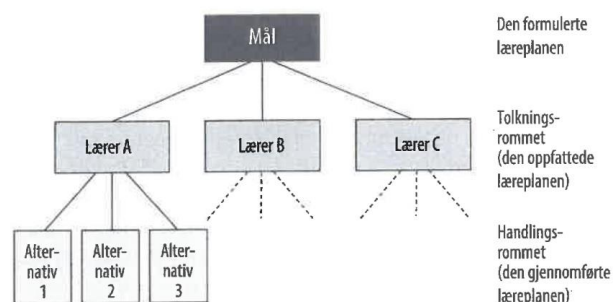 Mål
Den formulerte
læreplanen
Lærer A
Lærer B
Lærer C
Tolknings-
rommet
(den oppfattede
læreplanen)
Alter-
nativ
1
Alter-
nativ
2
Alter-
nativ
3
Handlings-
rommet
(den gjennomførte
læreplanen)